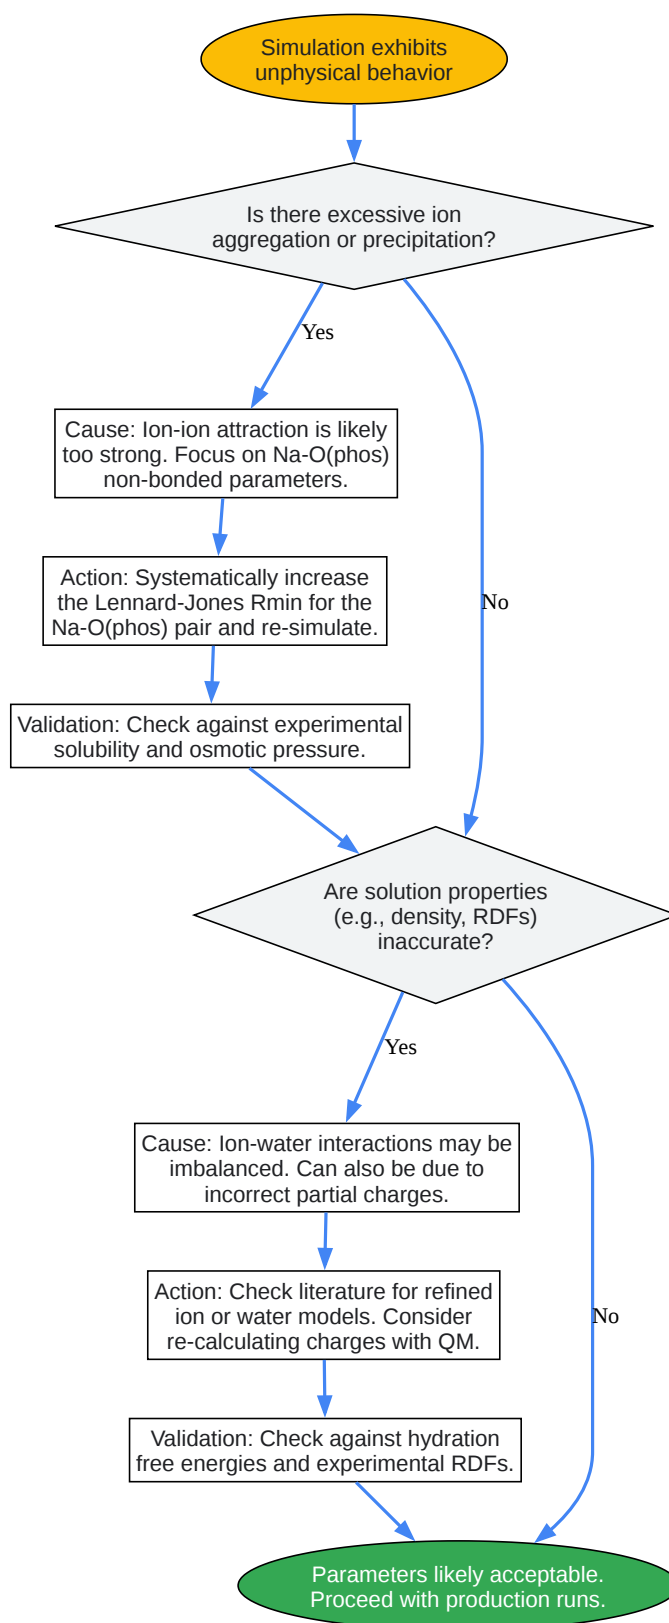 Simulation exhibits
unphysical behavior
Is there excessive ion
aggregation or precipitation?
Yes
Cause: Ion-ion attraction is likely
too strong. Focus on Na-O(phos)
non-bonded parameters.
Action: Systematically increase
the Lennard-Jones Rmin for the
Na-O(phos) pair and re-simulate.
No
Validation: Check against experimental
solubility and osmotic pressure.
Are solution properties
(e.g., density, RDFs)
inaccurate?
Yes
Cause: Ion-water interactions may be
imbalanced. Can also be due to
incorrect partial charges.
Action: Check literature for refined
ion or water models. Consider
re-calculating charges with QM.
No
Validation: Check against hydration
free energies and experimental RDFs.
Parameters likely acceptable.
Proceed with production runs.